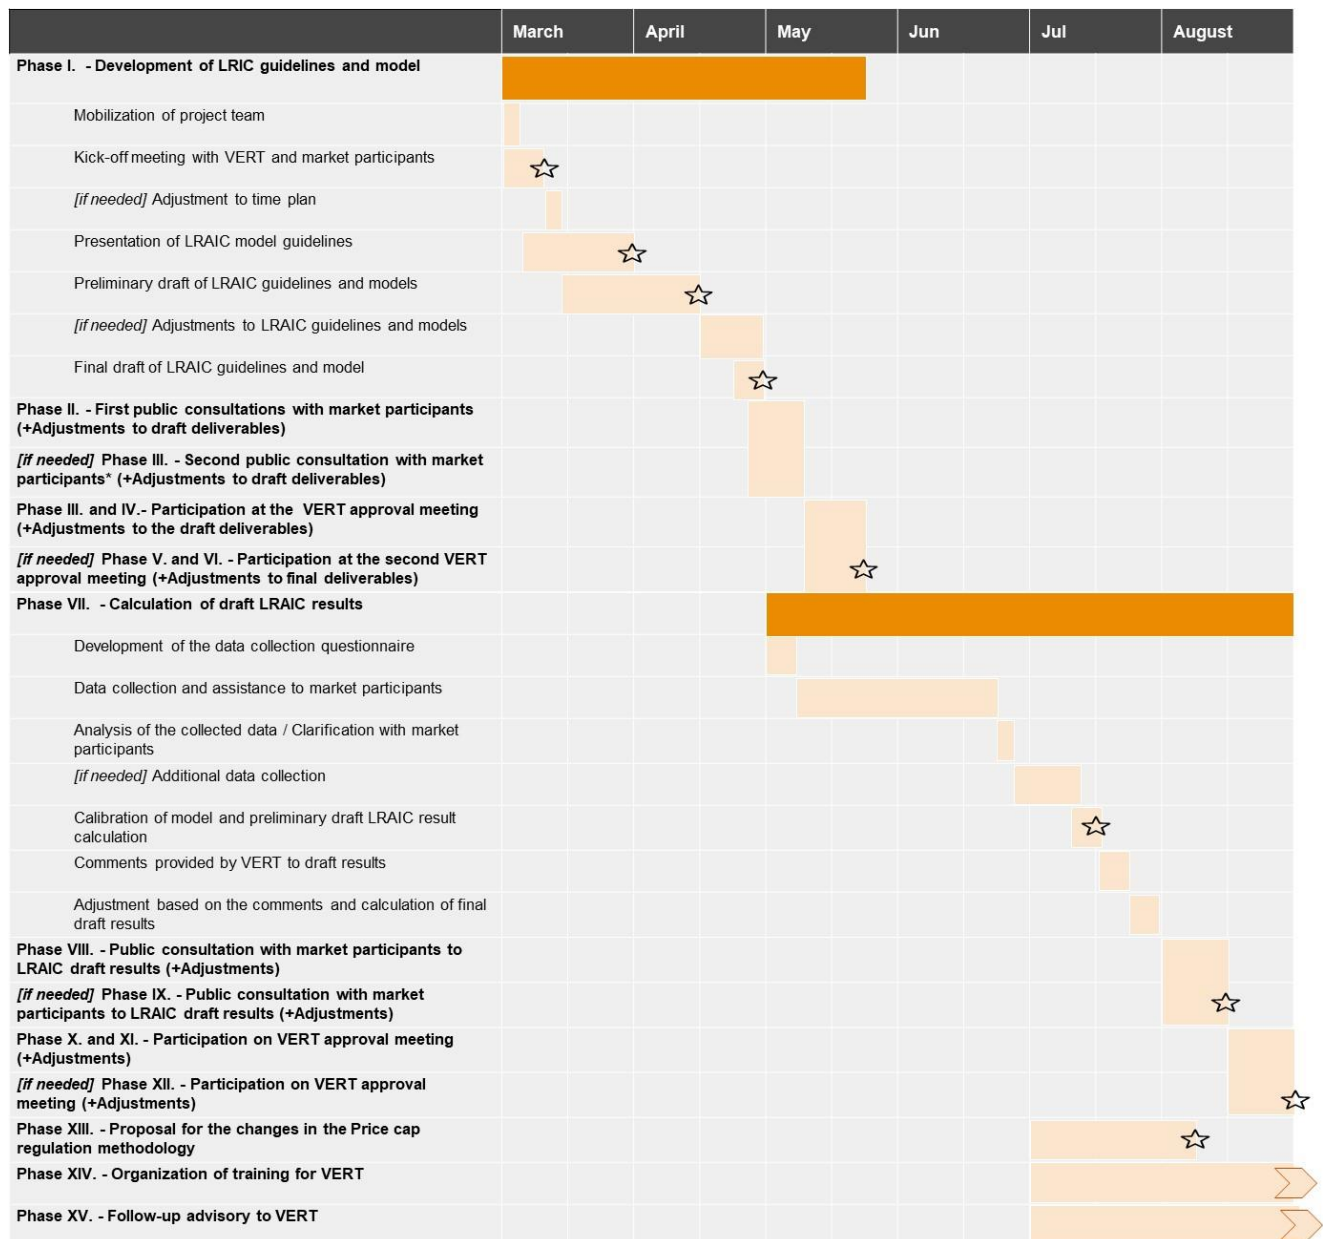 March April May Jun Jul August
Phase I. - Development of LRIC guidelines and model
Mobilization of project team
Kick-off meeting with VERT and market participants
[if needed] Adjustment to time plan
Presentation of LRAIC model guidelines
Preliminary draft of LRAIC guidelines and models
[if needed] Adjustments to LRAIC guidelines and models
Final draft of LRAIC guidelines and model
Phase II. - First public consultations with market participants
(+Adjustments to draft deliverables)
[if needed] Phase III. - Second public consultation with market
participants* (+Adjustments to draft deliverables)
Phase III. and IV.- Participation at the VERT approval meeting
(+Adjustments to the draft deliverables)
[if needed] Phase V. and VI. - Participation at the second VERT
approval meeting (+Adjustments to final deliverables)
Phase VII. - Calculation of draft LRAIC results
Development of the data collection questionnaire
Data collection and assistance to market participants
Analysis of the collected data / Clarification with market
participants
[if needed] Additional data collection
Calibration of model and preliminary draft LRAIC result
calculation
Comments provided by VERT to draft results
Adjustment based on the comments and calculation of final
draft results
Phase VIII. - Public consultation with market participants to
LRAIC draft results (+Adjustments)
[if needed] Phase IX. - Public consultation with market
participants to LRAIC draft results (+Adjustments)
Phase X. and XI. - Participation on VERT approval meeting
(+Adjustments)
[if needed] Phase XII. - Participation on VERT approval
meeting (+Adjustments)
Phase XIII. - Proposal for the changes in the Price cap
regulation methodology
Phase XIV. - Organization of training for VERT
Phase XV. - Follow-up advisory to VERT